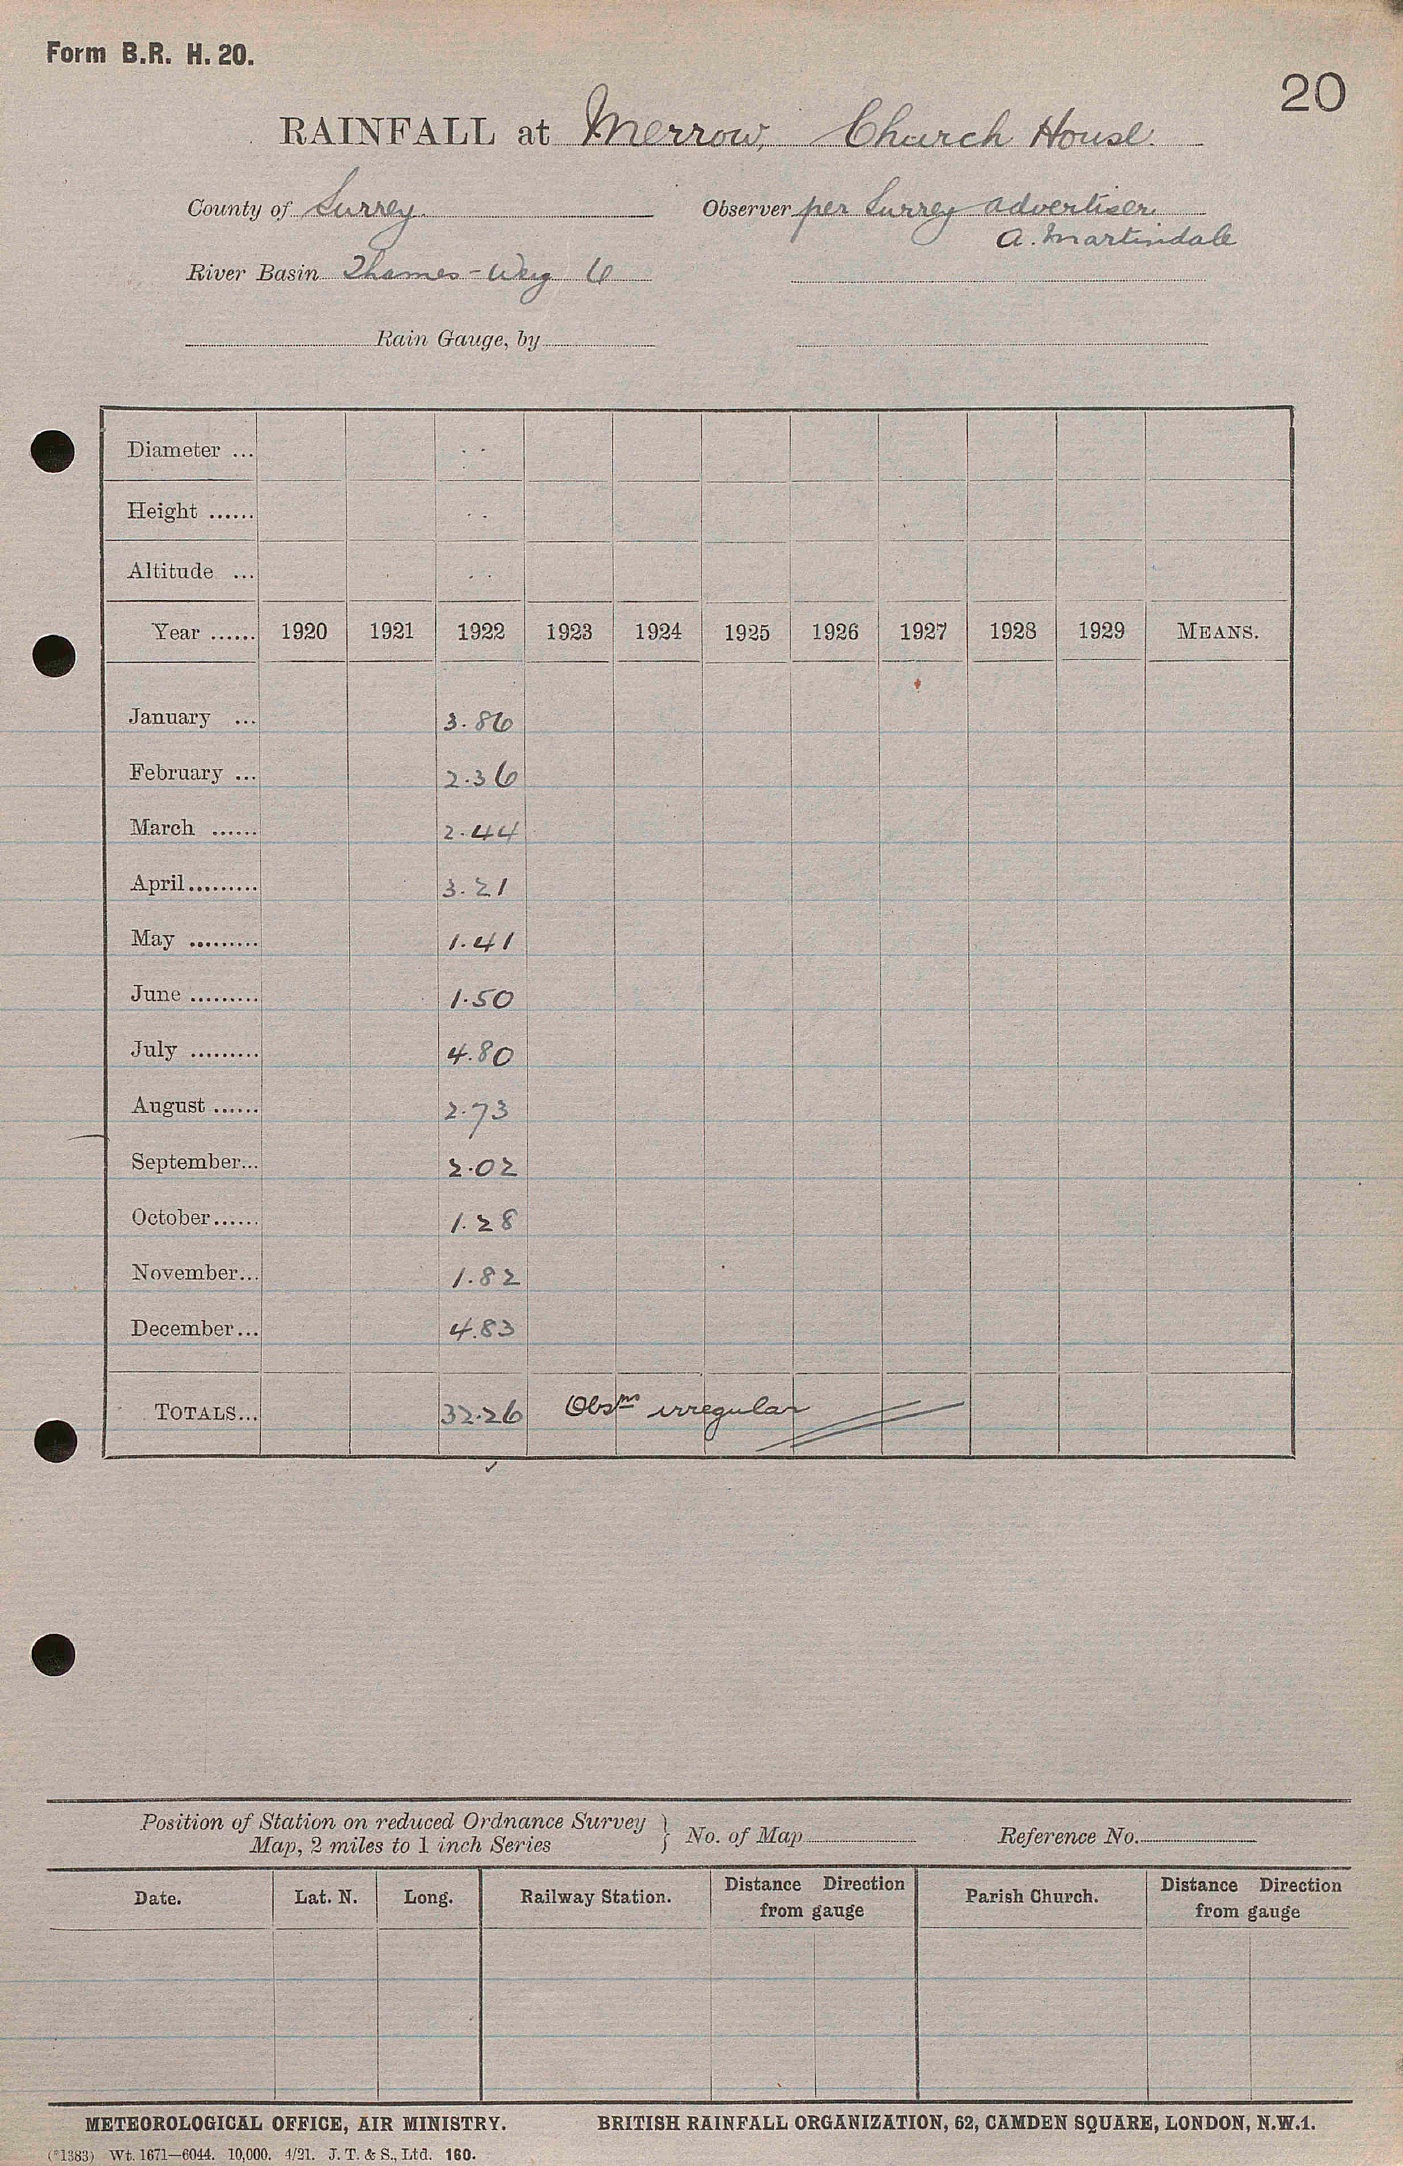 Form B.R. H. 20.
20
RAINFALL at Merrow, Church House.
County of Surrey. Observer per Surrey advertiser
A. Martindale
River Basin Thames - Wey 6
Rain Gauge, by
Diameter ...
Height ......
Altitude ...
Year ...... 1920 1921 1922 1923 1924 1925 1926 1927 1928 1929 MEANS.
January ... 3.86
February ... 2.36
March ...... 2.44
April......... 3.21
May ......... 1.41
June ......... 1.50
July ......... 4.80
August ...... 2.73
September... 2.02
October...... 1.28
November... 1.82
December... 4.83
TOTALS... 32.26 Obsns irregular
Position of Station on reduced Ordnance Survey
Map, 2 miles to 1 inch Series } No. of Map Reference No.
Date. Lat. N. Long. Railway Station. Distance Direction from gauge Parish Church. Distance Direction from gauge
METEOROLOGICAL OFFICE, AIR MINISTRY. BRITISH RAINFALL ORGANIZATION, 62, CAMDEN SQUARE, LONDON, N.W.1.
(*1383) Wt. 1671—6044. 10,000. 4/21. J. T. & S., Ltd. 160.